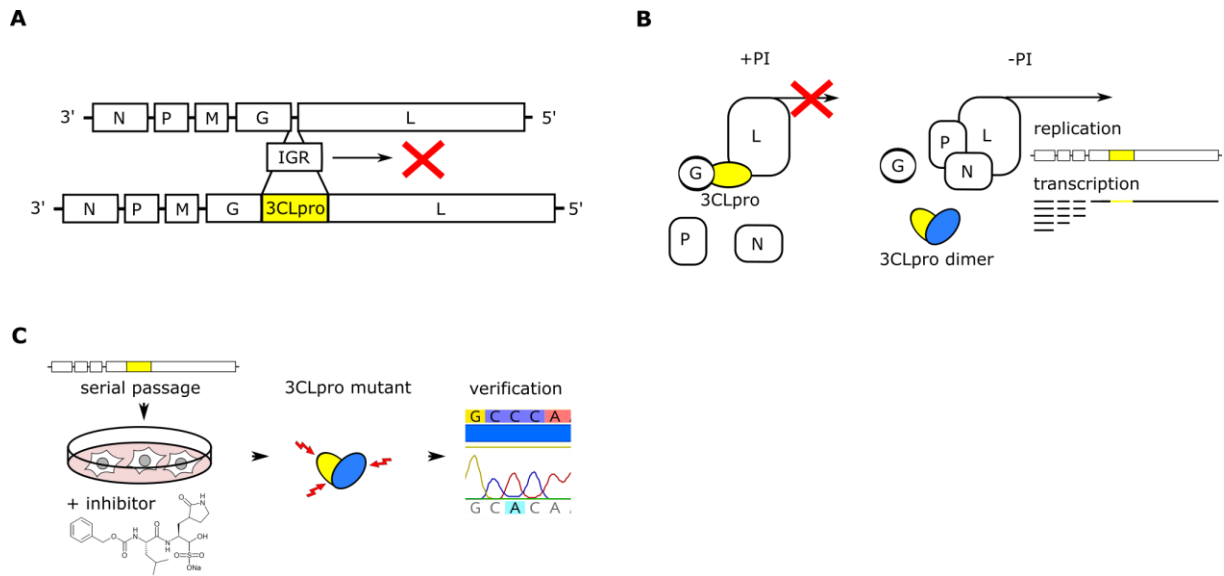 A
3' N P M G L 5'
IGR
3' N P M G 3CLpro L 5'
B
+PI
L
G
3CLpro
P N
-PI
L
P
G N
3CLpro dimer
replication
transcription
C
serial passage
+ inhibitor
H
N
O
O
OH
O
N
H
O
H
N
O
O
S
O
ONa
3CLpro mutant
verification
G C C C A
G C A C A